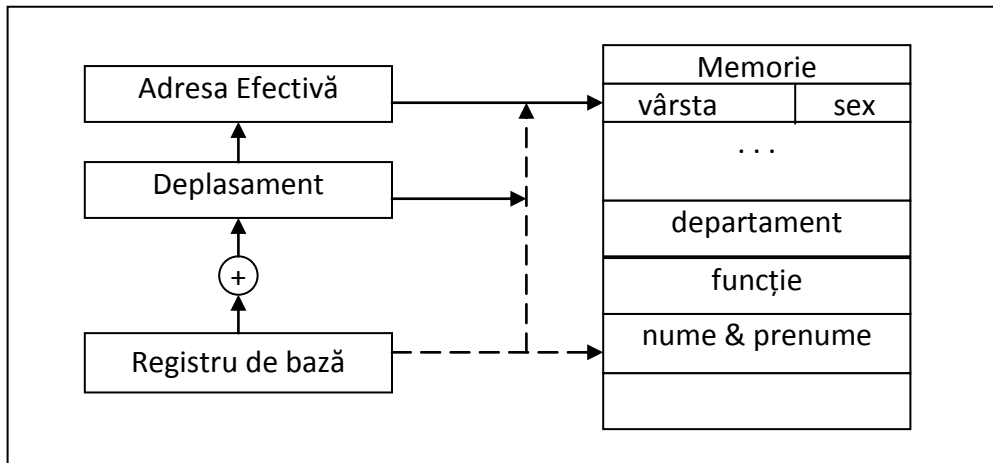 Adresa Efectivă
Deplasament
+
Registru de bază
Memorie
vârsta sex
. . .
departament
funcție
nume & prenume